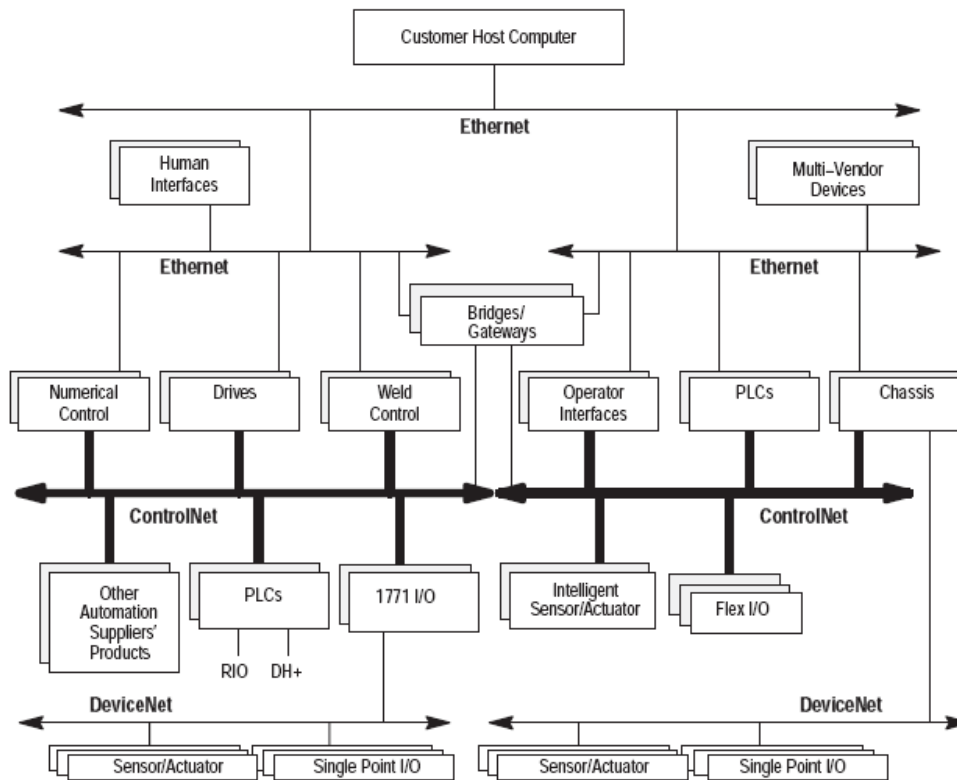 Customer Host Computer
Ethernet
Human
Interfaces
Multi–Vendor
Devices
Ethernet
Ethernet
Bridges/
Gateways
Numerical
Control
Drives
Weld
Control
Operator
Interfaces
PLCs
Chassis
ControlNet
ControlNet
Other
Automation
Suppliers'
Products
PLCs
1771 I/O
Intelligent
Sensor/Actuator
Flex I/O
RIO
DH+
DeviceNet
DeviceNet
Sensor/Actuator
Single Point I/O
Sensor/Actuator
Single Point I/O